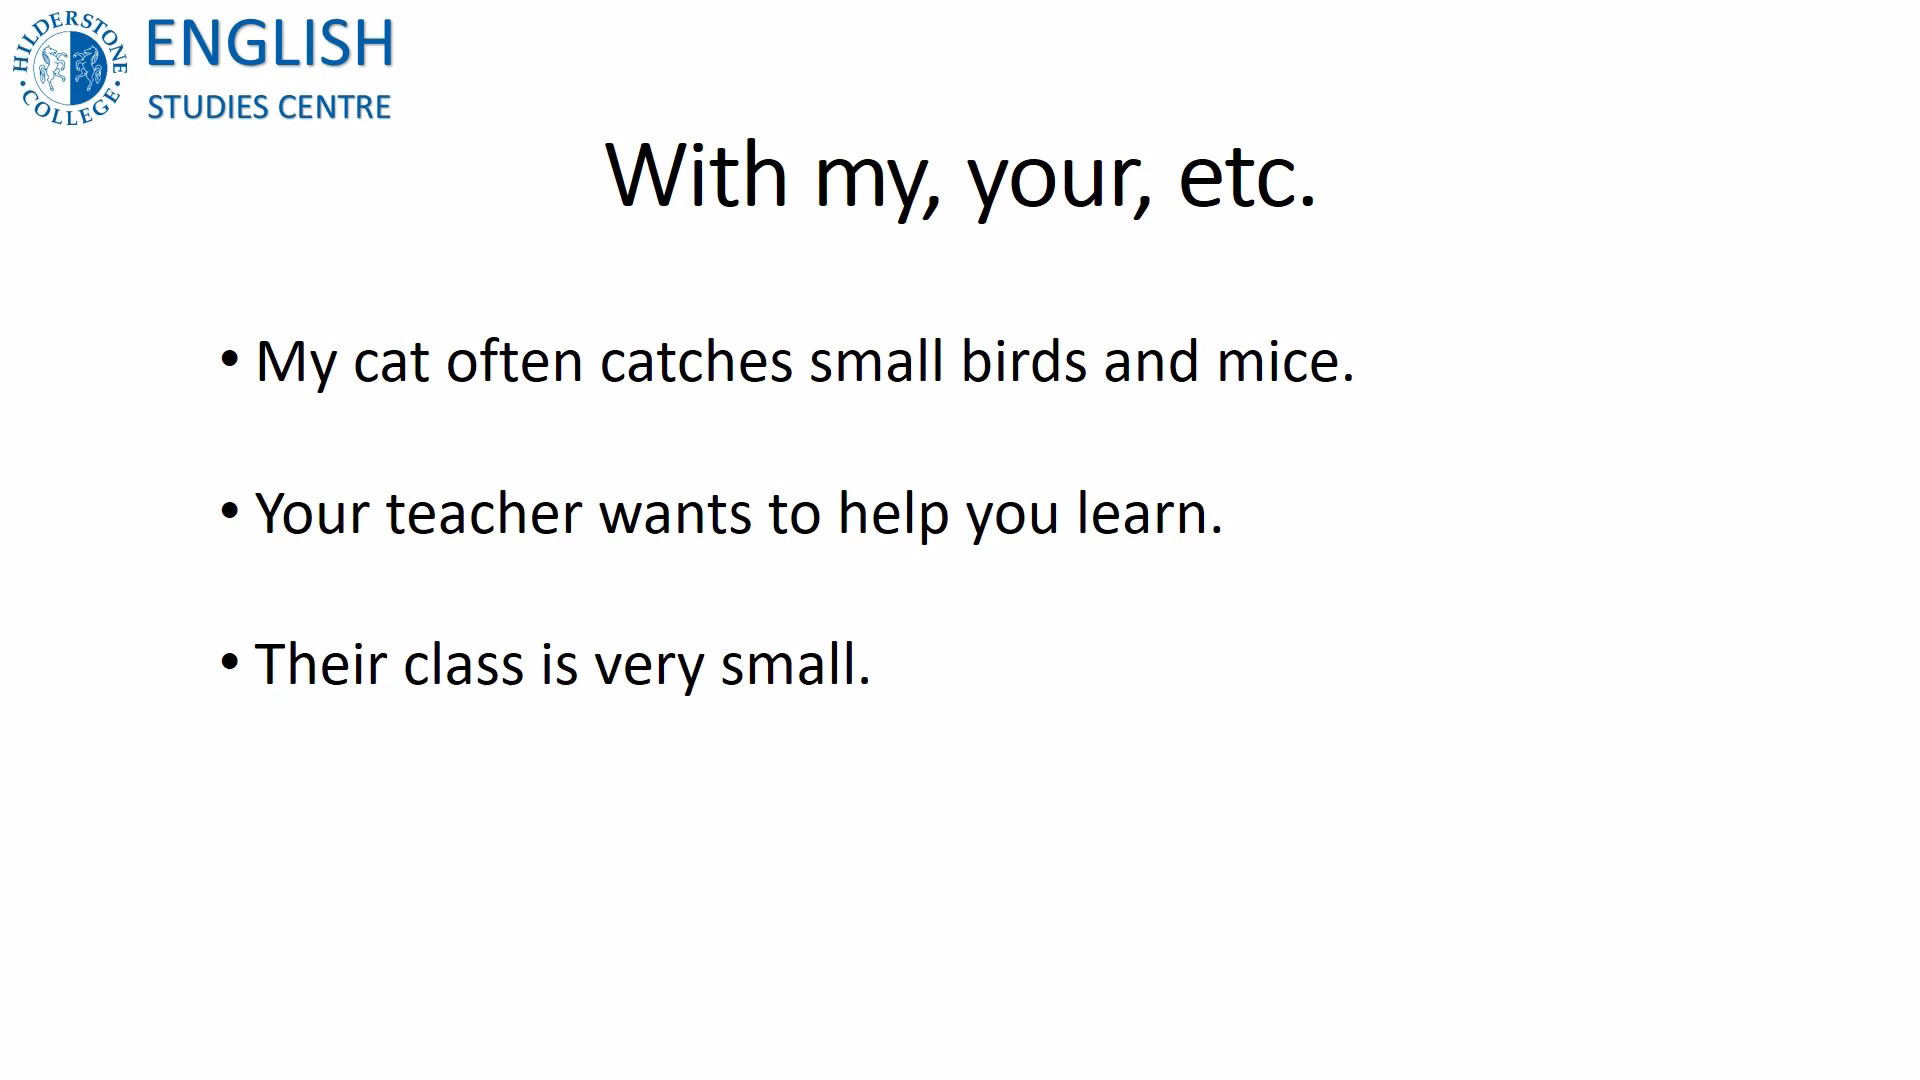 HILDERSTONE COLLEGE
ENGLISH
STUDIES CENTRE
With my, your, etc.
• My cat often catches small birds and mice.
• Your teacher wants to help you learn.
• Their class is very small.